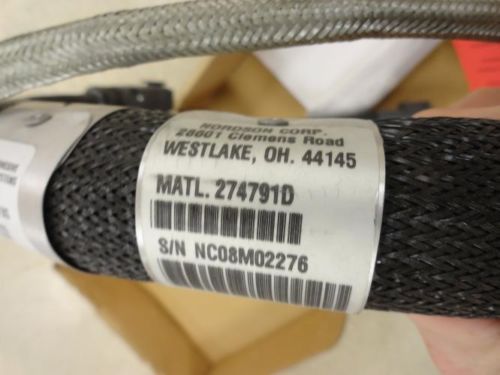 NORDSON CORP.
28601 Clemens Road
WESTLAKE, OH. 44145
MATL. 274791D
S/N NC08M02276